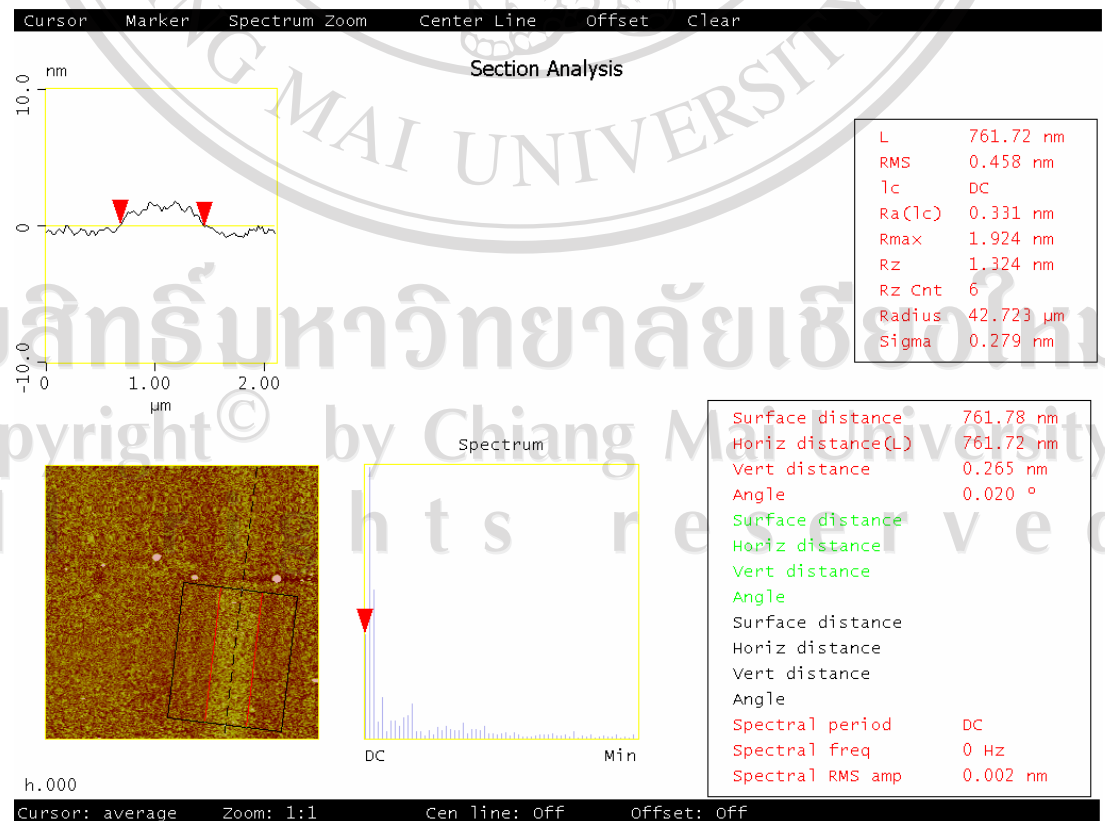 Cursor Marker Spectrum Zoom Center Line Offset Clear
Section Analysis
nm
10.0
0
-10.0
0 1.00 2.00
µm
L 761.72 nm
RMS 0.458 nm
lc DC
Ra(lc) 0.331 nm
Rmax 1.924 nm
Rz 1.324 nm
Rz Cnt 6
Radius 42.723 µm
Sigma 0.279 nm
Surface distance 761.78 nm
Horiz distance(L) 761.72 nm
Vert distance 0.265 nm
Angle 0.020 °
Surface distance
Horiz distance
Vert distance
Angle
Surface distance
Horiz distance
Vert distance
Angle
Spectral period DC
Spectral freq 0 Hz
Spectral RMS amp 0.002 nm
Spectrum
DC Min
h.000
Cursor: average Zoom: 1:1 Cen line: Off Offset: Off
MAI UNIVERSIT
สิทธิ์มหาวิทยาลัยเชียงให
pyright© by Chiang Mai University
h t s r e s e r v e